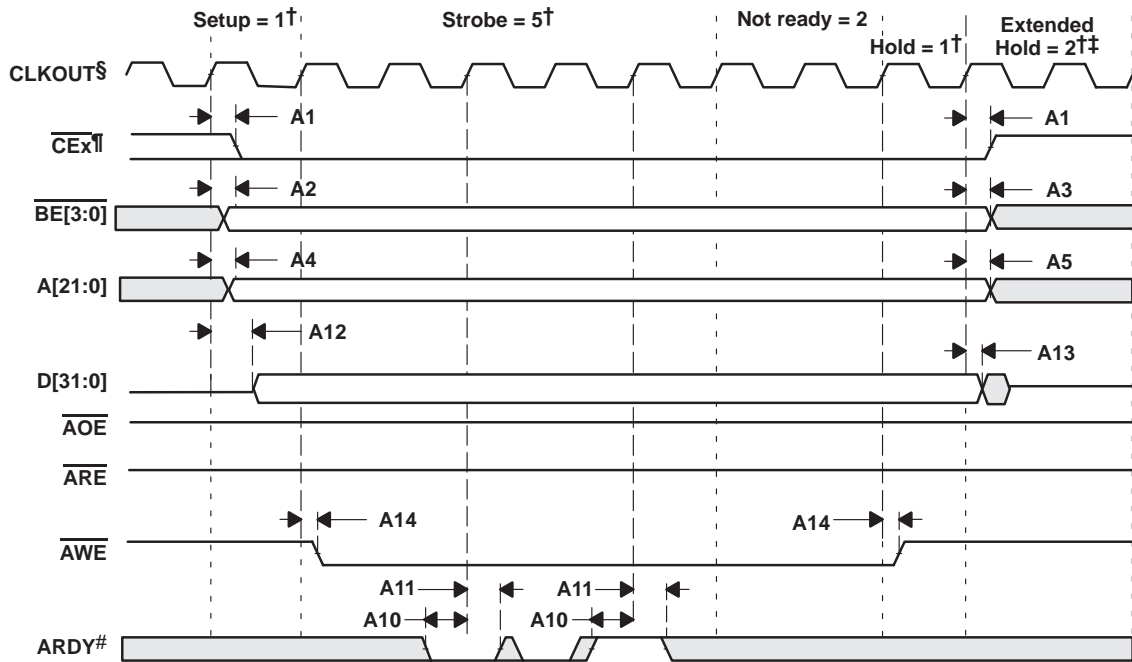 Setup = 1† Strobe = 5† Not ready = 2 Extended
Hold = 1† Hold = 2†‡
CLKOUT§
A1 A1
CEx¶
A2 A3
BE[3:0]
A4 A5
A[21:0]
A12
A13
D[31:0]
AOE
ARE
A14 A14
AWE
A11 A11
A10 A10
ARDY#